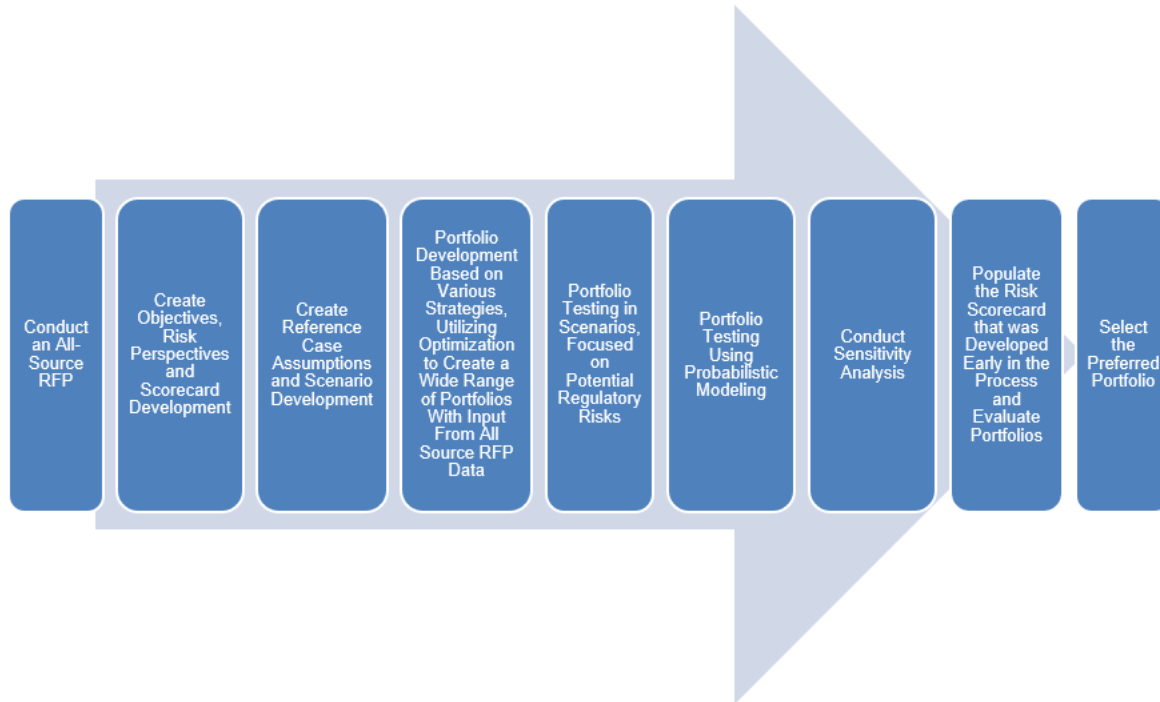 Conduct
an All-
Source
RFP
Create
Objectives,
Risk
Perspectives
and
Scorecard
Development
Create
Reference
Case
Assumptions
and Scenario
Development
Portfolio
Development
Based on
Various
Strategies,
Utilizing
Optimization
to Create a
Wide Range
of Portfolios
With Input
From All
Source RFP
Data
Portfolio
Testing in
Scenarios,
Focused
on
Potential
Regulatory
Risks
Portfolio
Testing
Using
Probabilistic
Modeling
Conduct
Sensitivity
Analysis
Populate
the Risk
Scorecard
that was
Developed
Early in the
Process
and
Evaluate
Portfolios
Select
the
Preferred
Portfolio